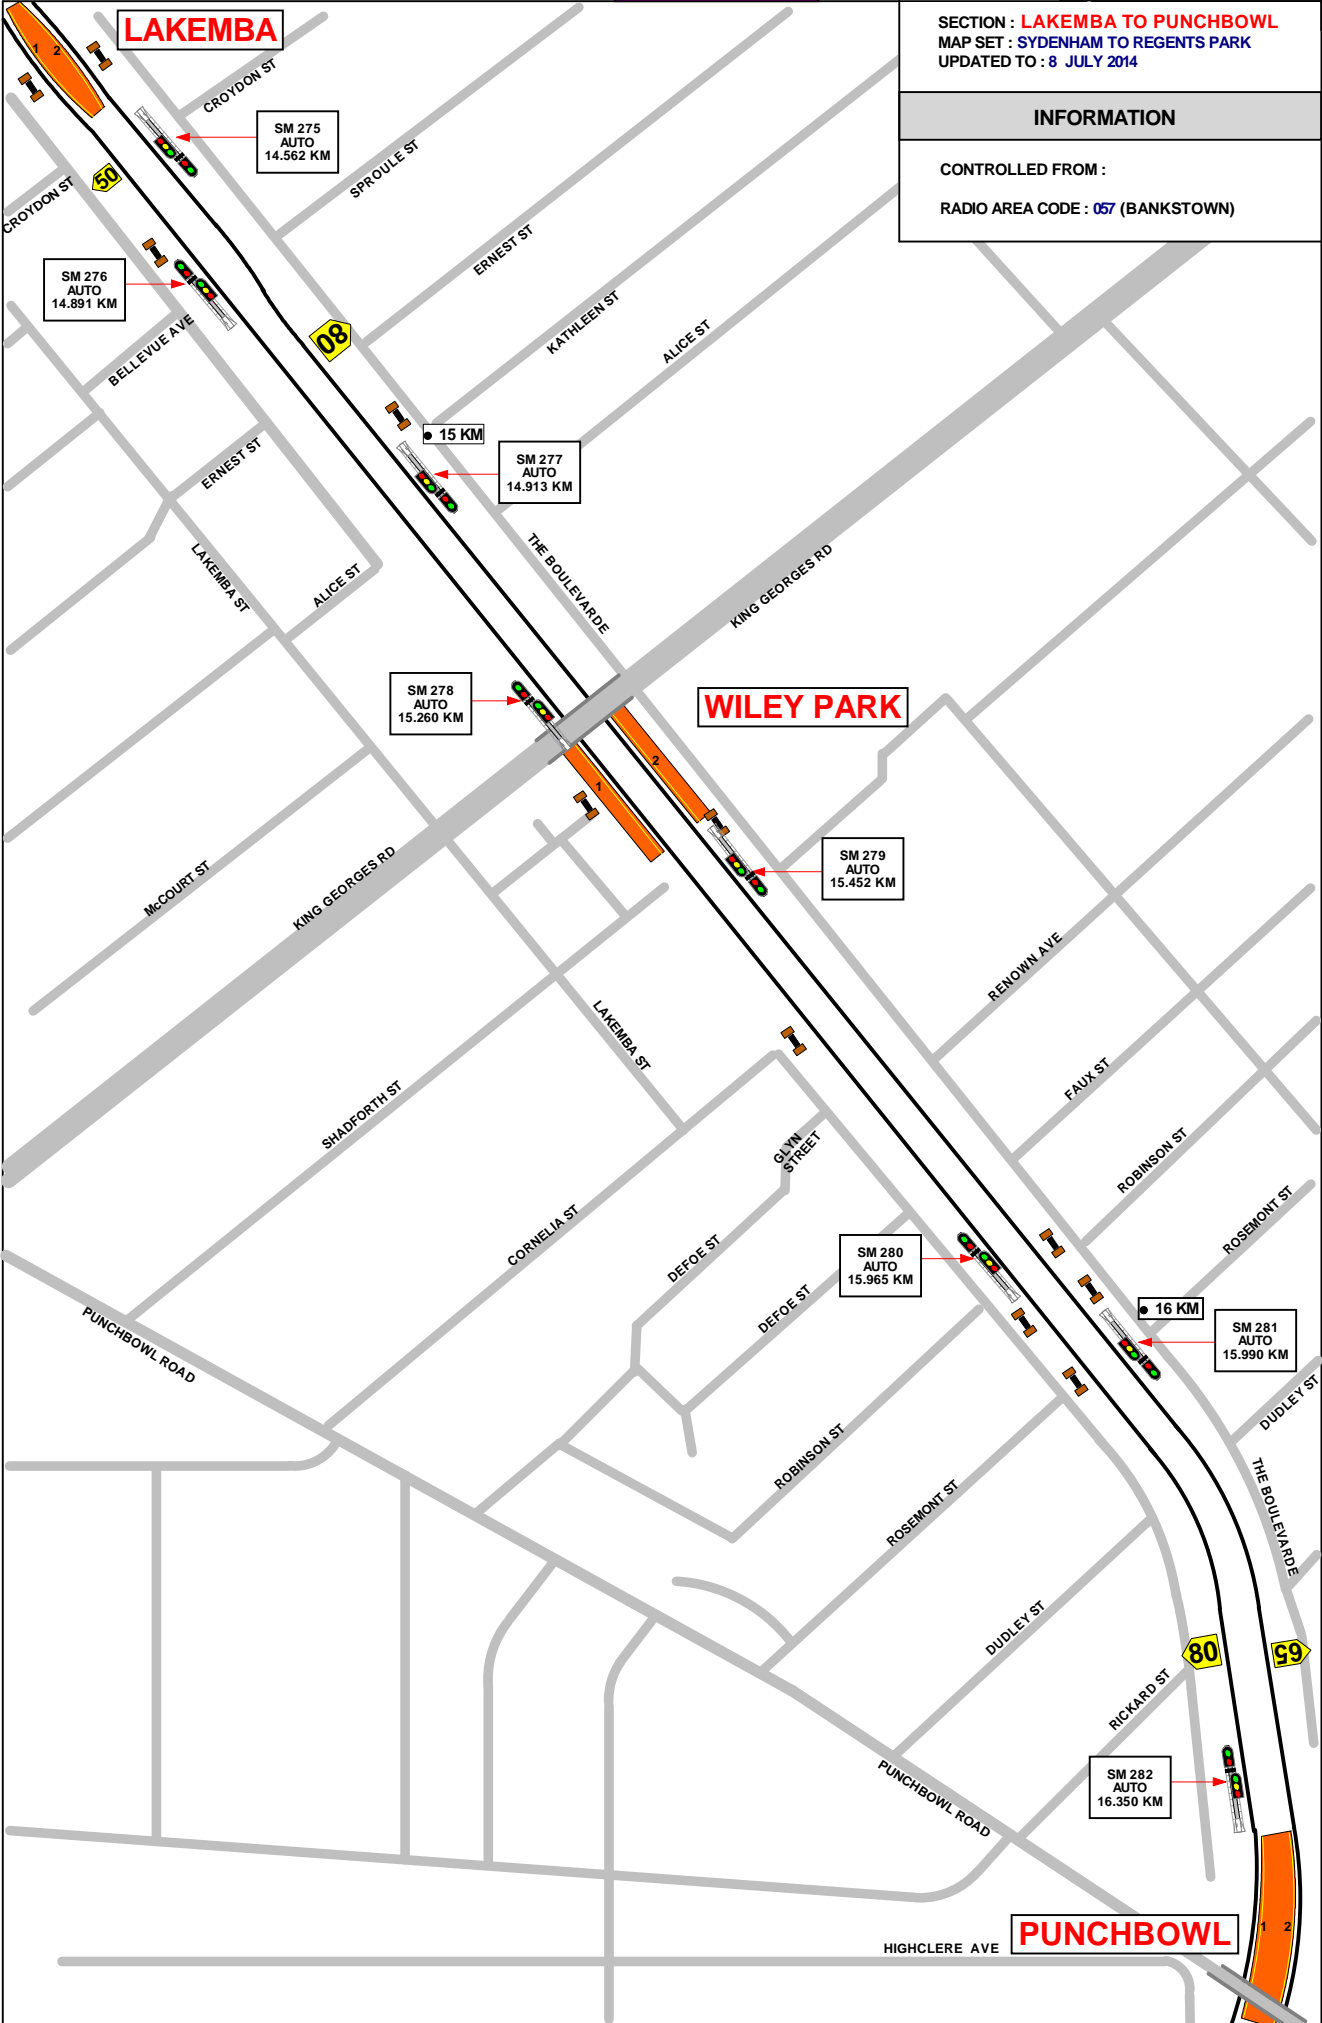 LAKEMBA
SECTION : LAKEMBA TO PUNCHBOWL
MAP SET : SYDENHAM TO REGENTS PARK
UPDATED TO : 8 JULY 2014
INFORMATION
CONTROLLED FROM :
RADIO AREA CODE : 057 (BANKSTOWN)
1 2
CROYDON ST
SM 275
AUTO
14.562 KM
SPROULE ST
50
CROYDON ST
ERNEST ST
SM 276
AUTO
14.891 KM
KATHLEEN ST
80
ALICE ST
BELLEVUE AVE
15 KM
SM 277
AUTO
14.913 KM
ERNEST ST
THE BOULEVARDE
LAKEMBA ST
ALICE ST
KING GEORGES RD
SM 278
AUTO
15.260 KM
WILEY PARK
2
1
SM 279
AUTO
15.452 KM
McCOURT ST
KING GEORGES RD
RENOWN AVE
LAKEMBA ST
FAUX ST
SHADFORTH ST
GLYN
STREET
ROBINSON ST
CORNELIA ST
ROSEMONT ST
DEFOE ST
SM 280
AUTO
15.965 KM
DEFOE ST
16 KM
SM 281
AUTO
15.990 KM
PUNCHBOWL ROAD
DUDLEY ST
ROBINSON ST
THE BOULEVARDE
ROSEMONT ST
DUDLEY ST
80
65
RICKARD ST
SM 282
AUTO
16.350 KM
PUNCHBOWL ROAD
PUNCHBOWL
1 2
HIGHCLERE AVE